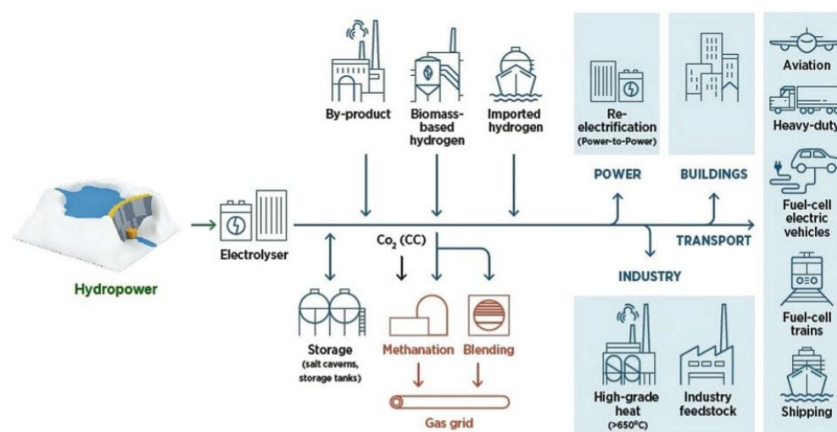 By-product
Biomass-
based
hydrogen
Imported
hydrogen
Re-
electrification
(Power-to-Power)
POWER
BUILDINGS
Aviation
Heavy-duty
Fuel-cell
electric
vehicles
Fuel-cell
trains
Shipping
Hydropower
Electrolyser
Co₂ (CC)
TRANSPORT
INDUSTRY
Storage
(salt caverns,
storage tanks)
Methanation
Blending
Gas grid
High-grade
heat
(>650ºC)
Industry
feedstock